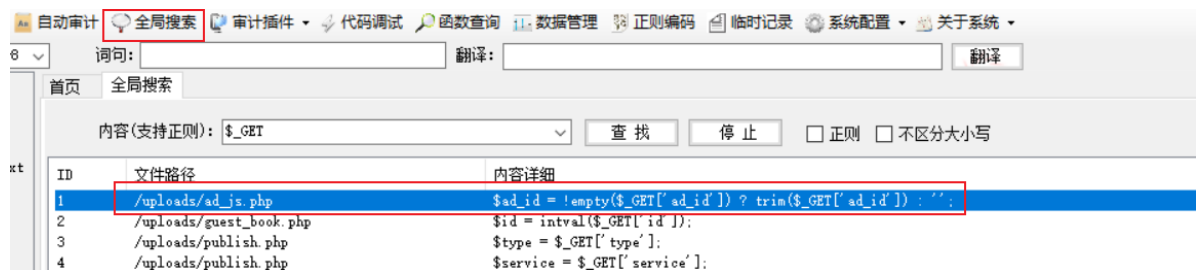 自动审计 全局搜索 审计插件 代码调试 函数查询 数据管理 正则编码 临时记录 系统配置 关于系统
词句: 翻译: 翻译
首页 全局搜索
内容(支持正则): $_GET 查 找 停 止 正则 不区分大小写
ID 文件路径 内容详细
1 /uploads/ad_js.php $ad_id = !empty($_GET['ad_id']) ? trim($_GET['ad_id']) : '';
2 /uploads/guest_book.php $id = intval($_GET['id']);
3 /uploads/publish.php $type = $_GET['type'];
4 /uploads/publish.php $service = $_GET['service'];